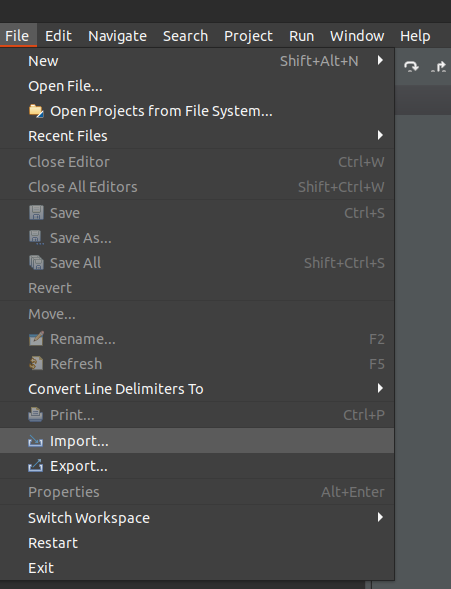 File Edit Navigate Search Project Run Window Help
New Shift+Alt+N
Open File...
Open Projects from File System...
Recent Files
Close Editor Ctrl+W
Close All Editors Shift+Ctrl+W
Save Ctrl+S
Save As...
Save All Shift+Ctrl+S
Revert
Move...
Rename... F2
Refresh F5
Convert Line Delimiters To
Print... Ctrl+P
Import...
Export...
Properties Alt+Enter
Switch Workspace
Restart
Exit